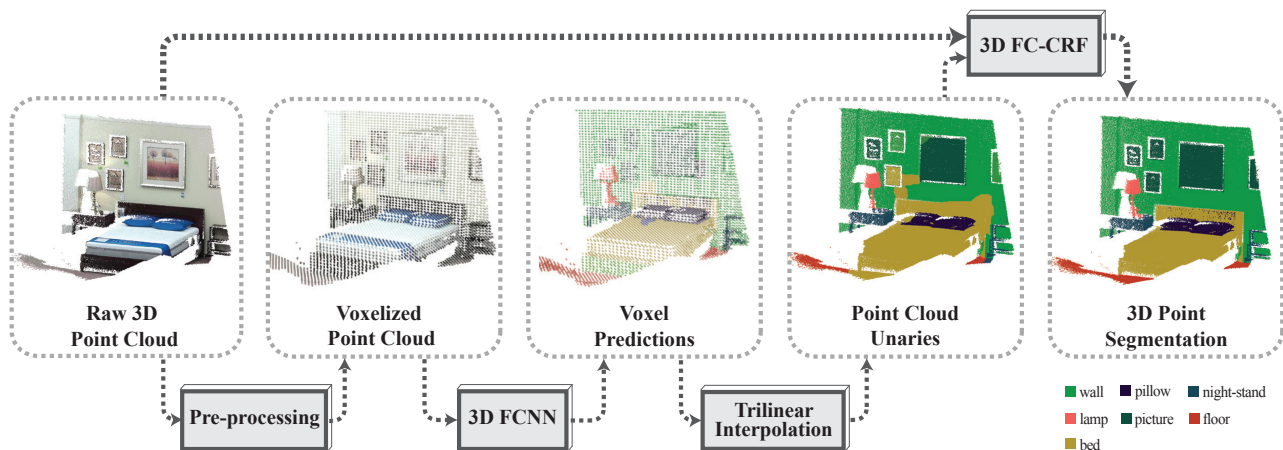 3D FC-CRF
Raw 3D
Point Cloud
Voxelized
Point Cloud
Voxel
Predictions
Point Cloud
Unaries
3D Point
Segmentation
Pre-processing
3D FCNN
Trilinear
Interpolation
wall
pillow
night-stand
lamp
picture
floor
bed